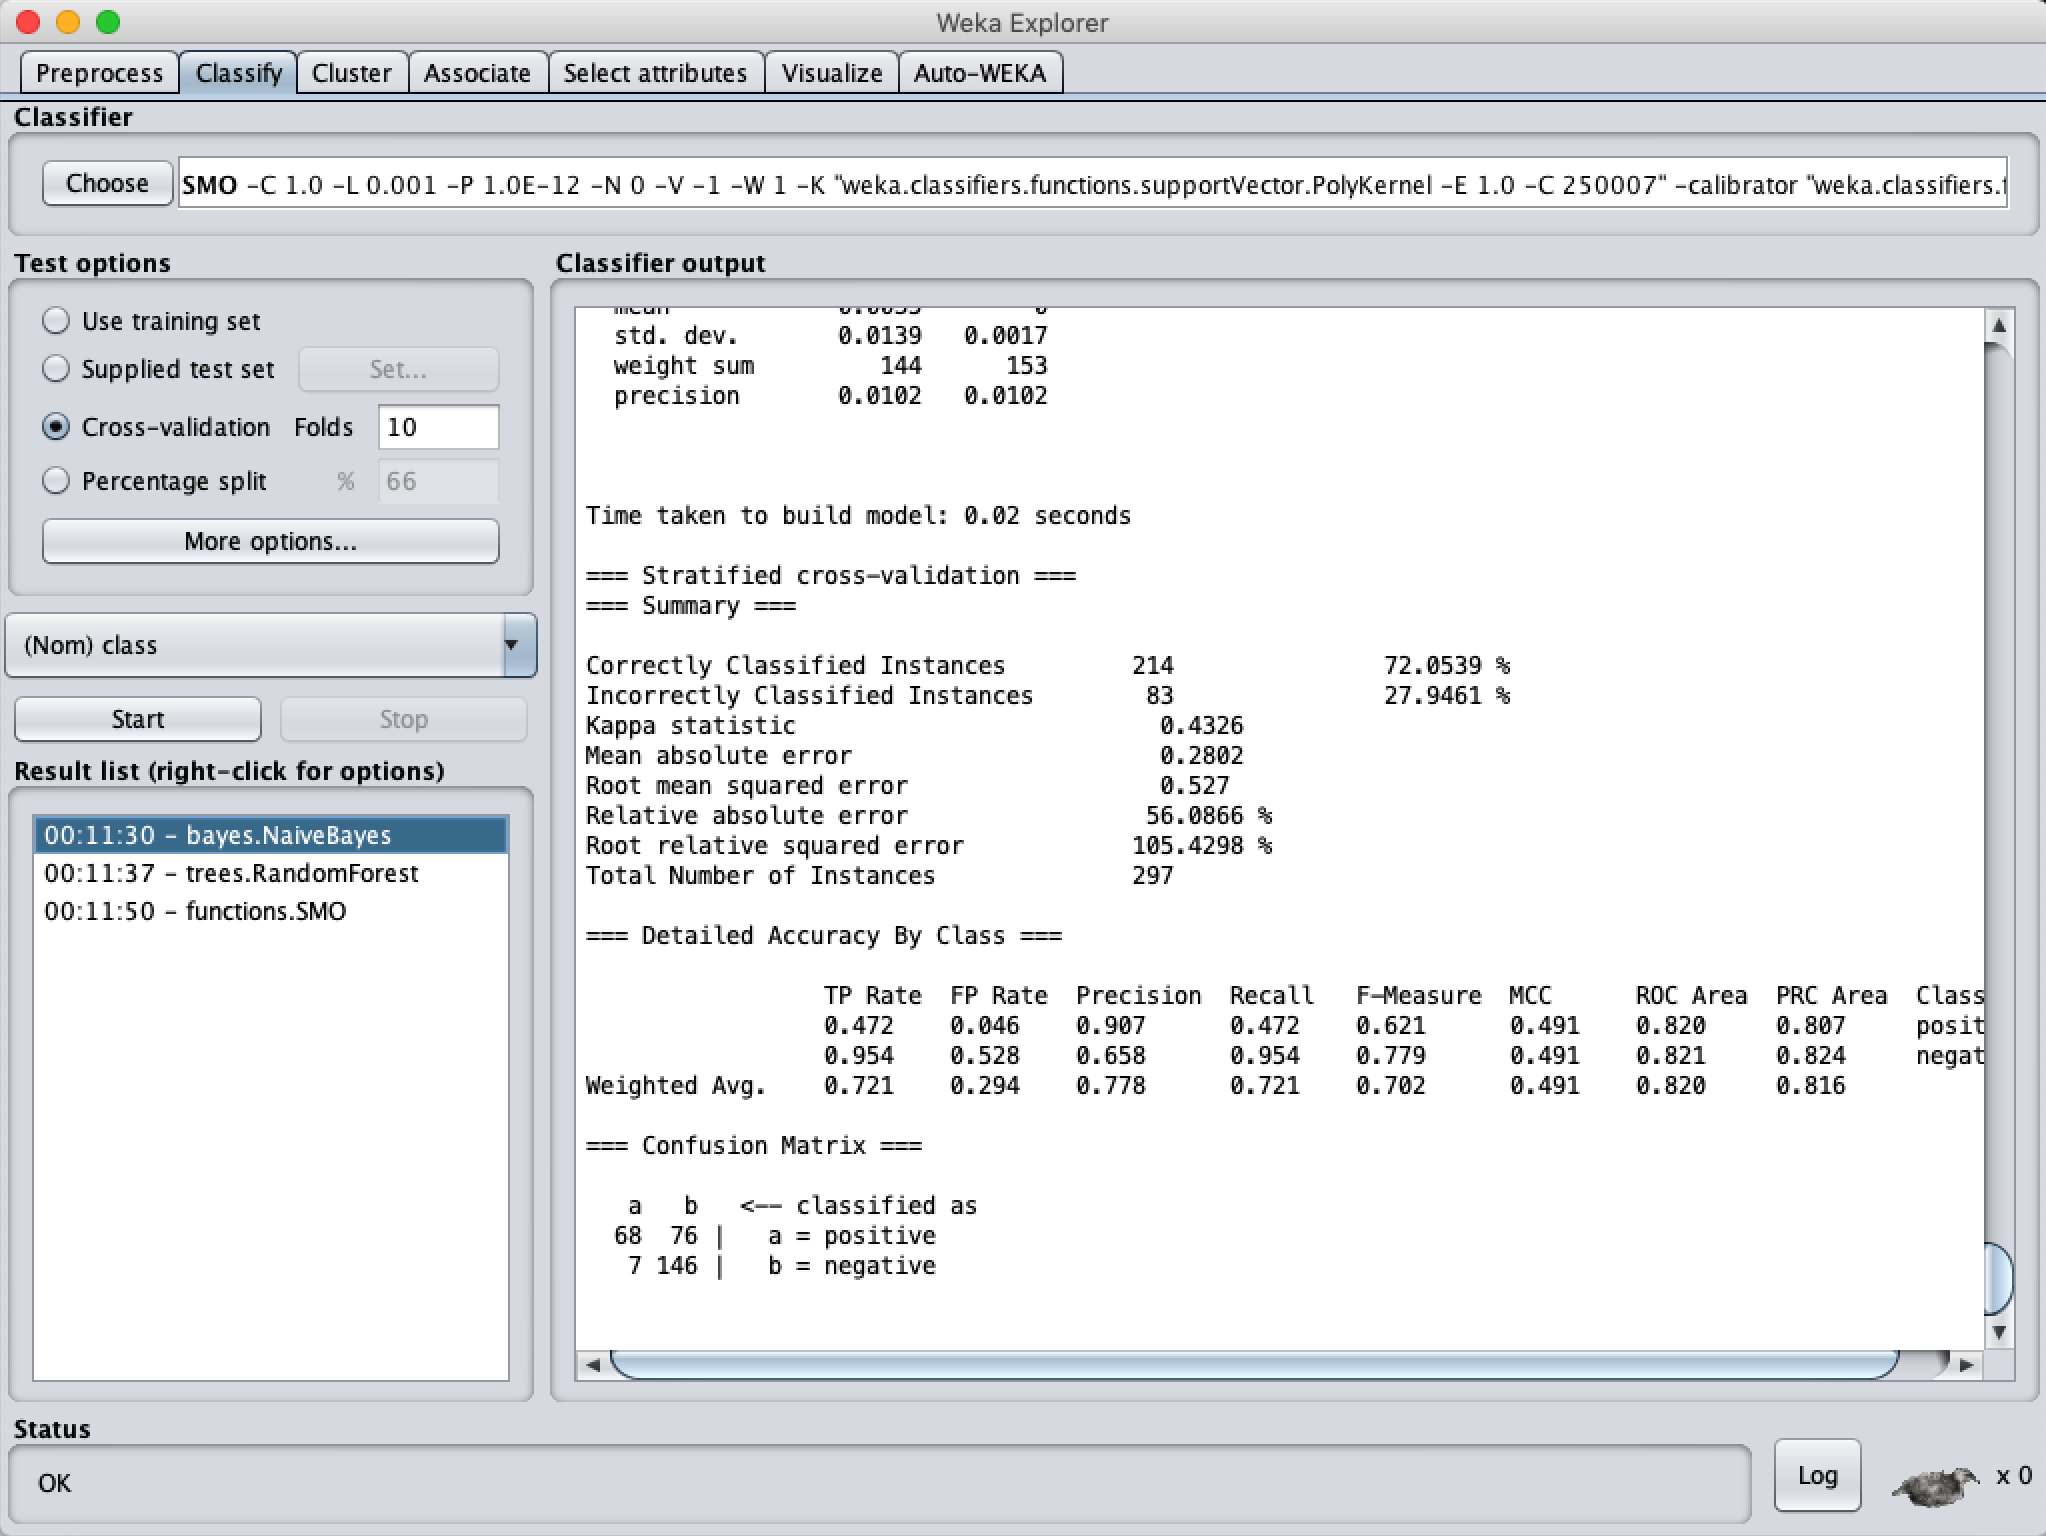 Weka Explorer
Preprocess Classify Cluster Associate Select attributes Visualize Auto-WEKA
Classifier
Choose SMO -C 1.0 -L 0.001 -P 1.0E-12 -N 0 -V -1 -W 1 -K "weka.classifiers.functions.supportVector.PolyKernel -E 1.0 -C 250007" -calibrator "weka.classifiers.
Test options
Use training set
Supplied test set Set...
Cross-validation Folds 10
Percentage split % 66
More options...
(Nom) class
Start Stop
Result list (right-click for options)
00:11:30 - bayes.NaiveBayes
00:11:37 - trees.RandomForest
00:11:50 - functions.SMO
Classifier output
std. dev. 0.0139 0.0017
weight sum 144 153
precision 0.0102 0.0102
Time taken to build model: 0.02 seconds
=== Stratified cross-validation ===
=== Summary ===
Correctly Classified Instances 214 72.0539 %
Incorrectly Classified Instances 83 27.9461 %
Kappa statistic 0.4326
Mean absolute error 0.2802
Root mean squared error 0.527
Relative absolute error 56.0866 %
Root relative squared error 105.4298 %
Total Number of Instances 297
=== Detailed Accuracy By Class ===
TP Rate FP Rate Precision Recall F-Measure MCC ROC Area PRC Area Class
0.472 0.046 0.907 0.472 0.621 0.491 0.820 0.807 posit
0.954 0.528 0.658 0.954 0.779 0.491 0.821 0.824 negat
Weighted Avg. 0.721 0.294 0.778 0.721 0.702 0.491 0.820 0.816
=== Confusion Matrix ===
a b <-- classified as
68 76 | a = positive
7 146 | b = negative
Status
OK
Log x 0